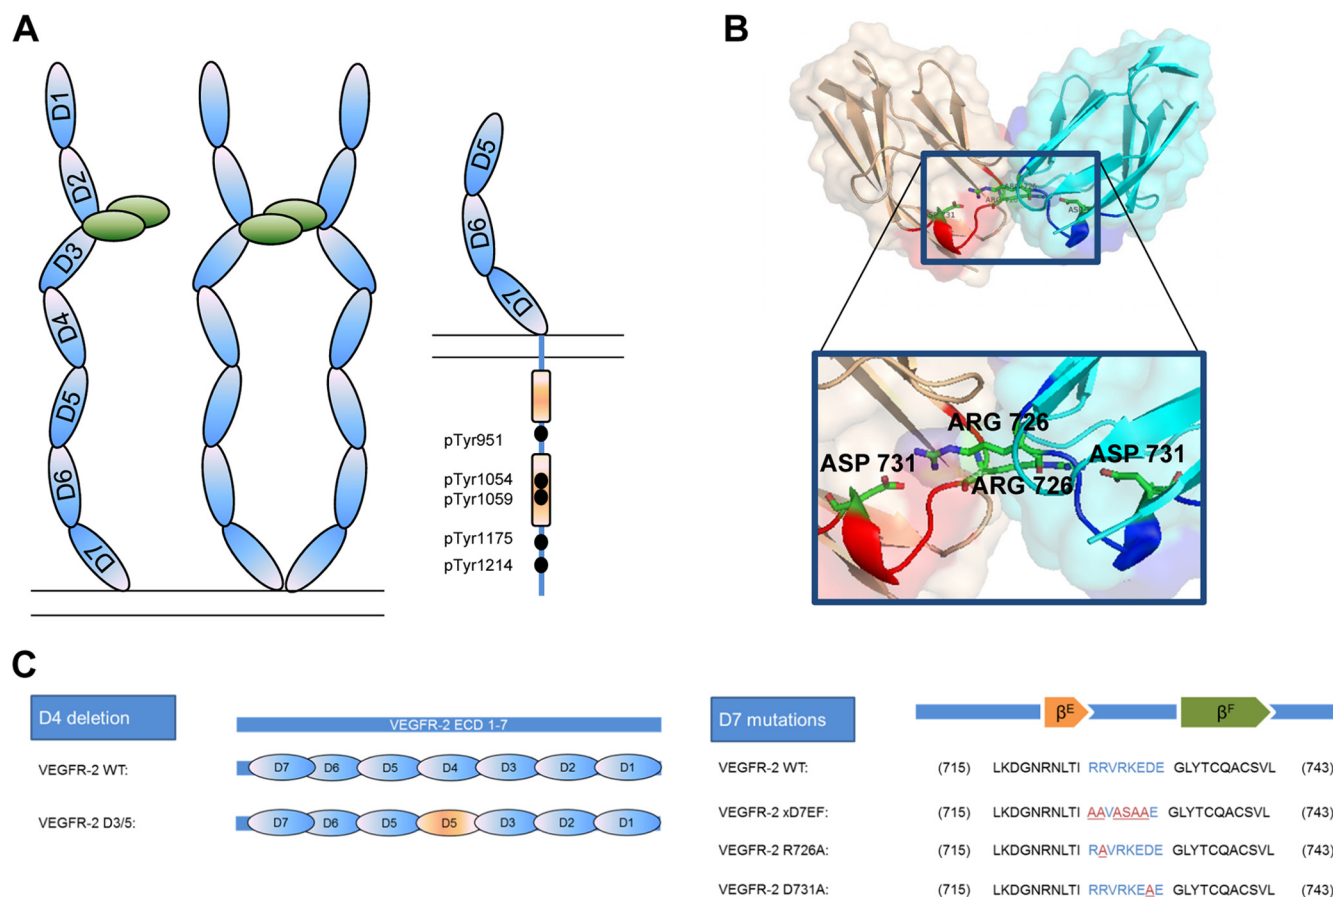 A
B
D1
D2
D3
D4
D5
D6
D7
D5
D6
D7
pTyr951
pTyr1054
pTyr1059
pTyr1175
pTyr1214
ARG 726
ASP 731
ASP 731
ARG 726
C
D4 deletion
VEGFR-2 ECD 1-7
VEGFR-2 WT:
D7 D6 D5 D4 D3 D2 D1
VEGFR-2 D3/5:
D7 D6 D5 D5 D3 D2 D1
D7 mutations
βE
βF
VEGFR-2 WT: (715) LKDGNRNLTI RRVRKEDE GLYTCQACSVL (743)
VEGFR-2 xD7EF: (715) LKDGNRNLTI AAVASAAE GLYTCQACSVL (743)
VEGFR-2 R726A: (715) LKDGNRNLTI RAVRKEDE GLYTCQACSVL (743)
VEGFR-2 D731A: (715) LKDGNRNLTI RRVRKEAE GLYTCQACSVL (743)